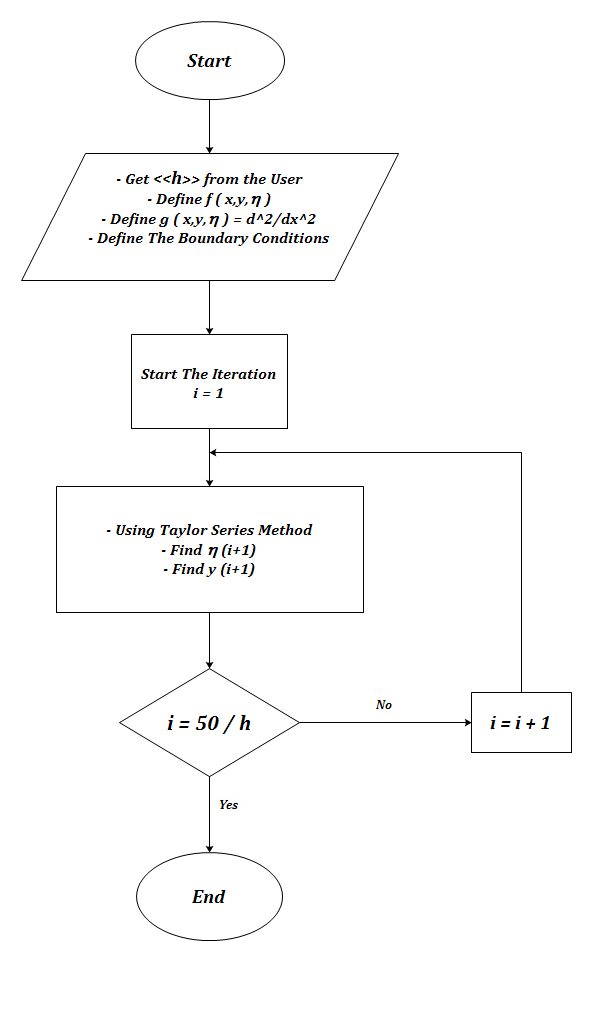 Start
- Get <<h>> from the User
- Define f ( x,y,η )
- Define g ( x,y,η ) = d^2/dx^2
- Define The Boundary Conditions
Start The Iteration
i = 1
- Using Taylor Series Method
- Find η (i+1)
- Find y (i+1)
i = 50 / h
No
i = i + 1
Yes
End